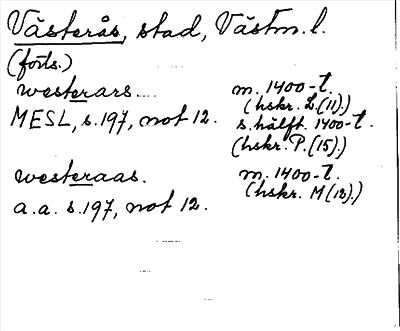 Västerås, stad, Västm. l.
(forts.)
westerars. m. 1400-t.
(hskr. L. (11).)
MESL, s. 197, not 12. s. hälft. 1400-t.
(hskr. P. (15).)
westeraas. m. 1400-t.
(hskr. M (12).)
a.a. s. 197, not 12.